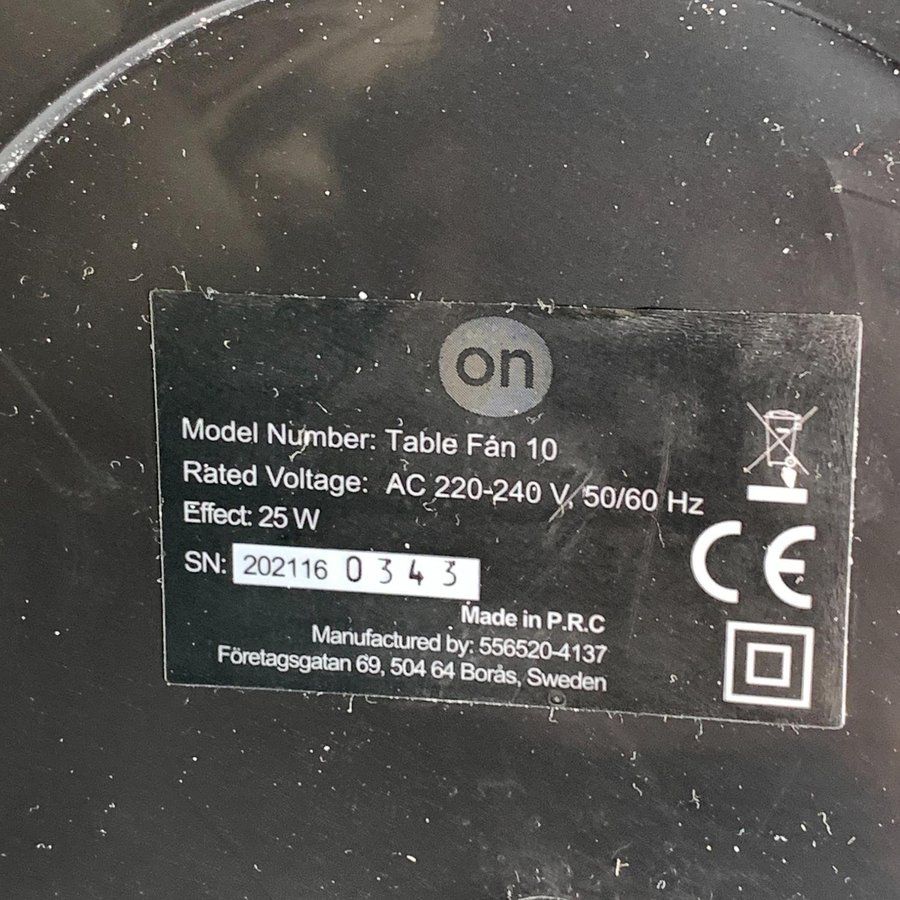 on
Model Number: Table Fan 10
Rated Voltage: AC 220-240 V, 50/60 Hz
Effect: 25 W
SN: 202116 0343
Made in P.R.C
Manufactured by: 556520-4137
Företagsgatan 69, 504 64 Borås, Sweden
CE